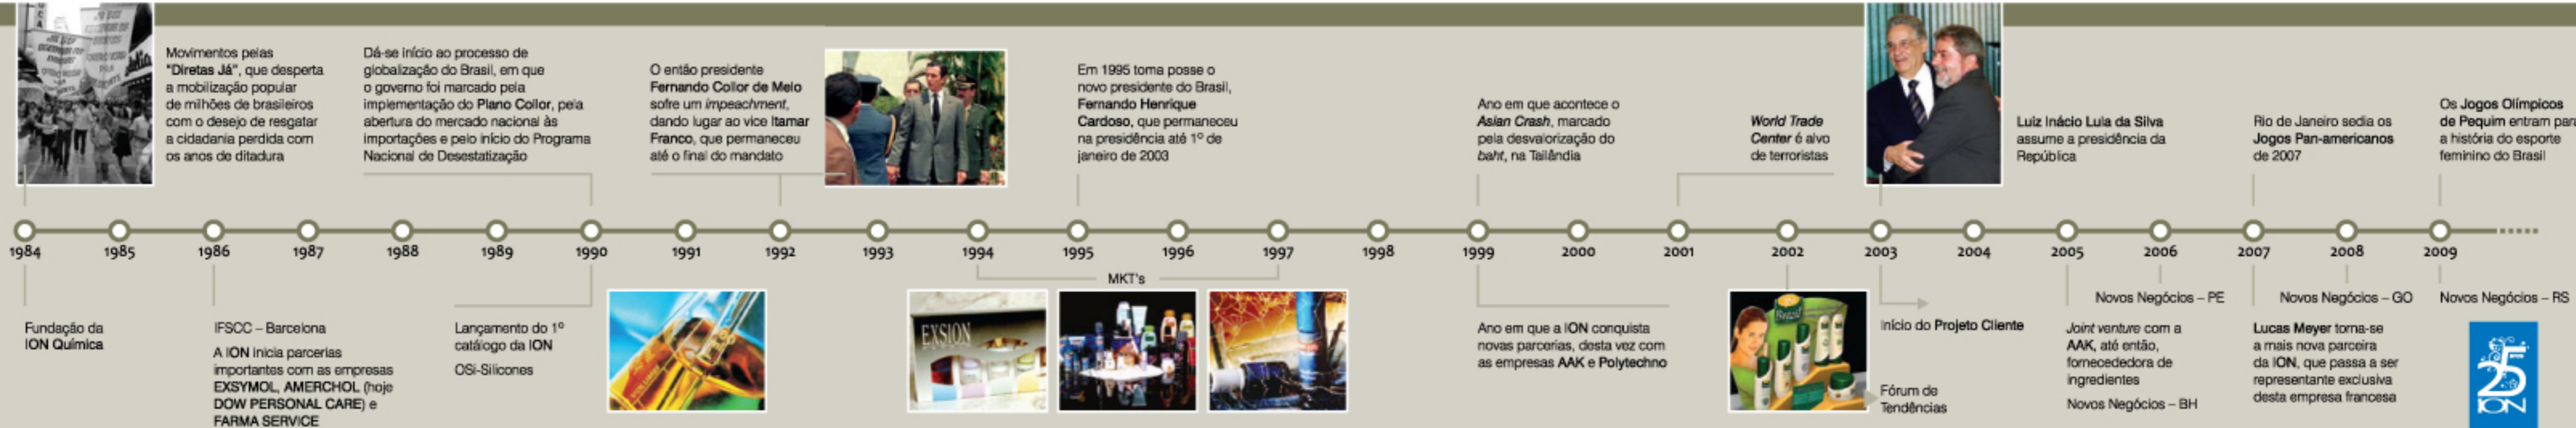 Movimentos pelas
"Diretas Já", que desperta
a mobilização popular
de milhões de brasileiros
com o desejo de resgatar
a cidadania perdida com
os anos de ditadura
Dá-se início ao processo de
globalização do Brasil, em que
o governo foi marcado pela
implementação do Plano Collor, pela
abertura do mercado nacional às
importações e pelo início do Programa
Nacional de Desestatização
O então presidente
Fernando Collor de Melo
sofre um impeachment,
dando lugar ao vice Itamar
Franco, que permaneceu
até o final do mandato
Em 1995 toma posse o
novo presidente do Brasil,
Fernando Henrique
Cardoso, que permaneceu
na presidência até 1º de
janeiro de 2003
Ano em que acontece o
Asian Crash, marcado
pela desvalorização do
baht, na Tailândia
World Trade
Center é alvo
de terroristas
Luiz Inácio Lula da Silva
assume a presidência da
República
Rio de Janeiro sedia os
Jogos Pan-americanos
de 2007
Os Jogos Olímpicos
de Pequim entram para
a história do esporte
feminino do Brasil
1984 1985 1986 1987 1988 1989 1990 1991 1992 1993 1994 1995 1996 1997 1998 1999 2000 2001 2002 2003 2004 2005 2006 2007 2008 2009
Fundação da
ION Química
IFSCC – Barcelona
A ION inicia parcerias
importantes com as empresas
EXSYMOL, AMERCHOL (hoje
DOW PERSONAL CARE) e
FARMA SERVICE
Lançamento do 1º
catálogo da ION
OSi-Silicones
MKT's
EXSION
Ano em que a ION conquista
novas parcerias, desta vez com
as empresas AAK e Polytechno
Brazil
Início do Projeto Cliente
Fórum de
Tendências
Novos Negócios – PE
Joint venture com a
AAK, até então,
fornecededora de
ingredientes
Novos Negócios – BH
Novos Negócios – GO
Lucas Meyer torna-se
a mais nova parceira
da ION, que passa a ser
representante exclusiva
desta empresa francesa
Novos Negócios – RS
25
ION